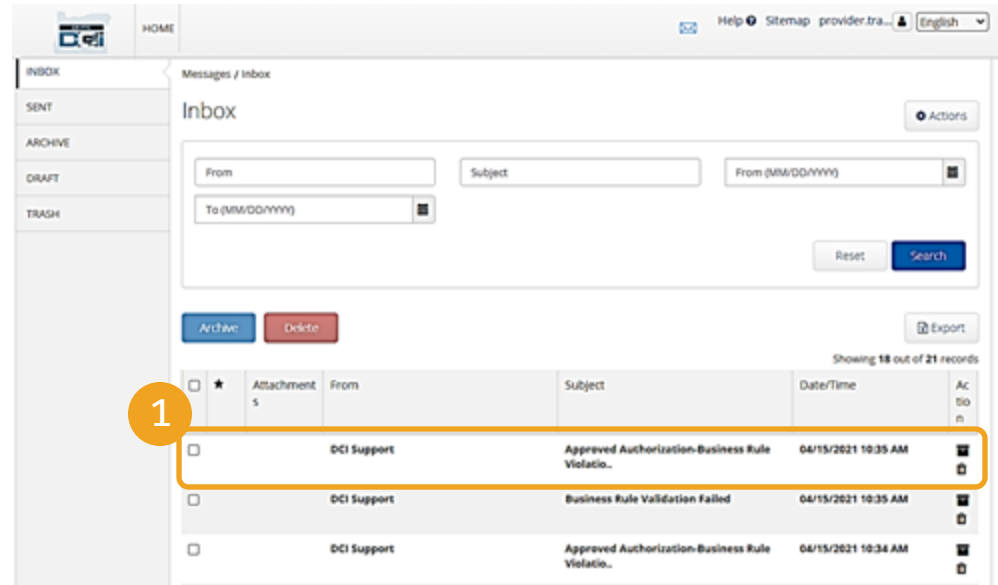 DCI
HOME
Help Sitemap provider.tra... English
INBOX
SENT
ARCHIVE
DRAFT
TRASH
Messages / Inbox
Inbox
Actions
From Subject From (MM/DD/YYYY)
To (MM/DD/YYYY)
Reset Search
Archive Delete Export
Showing 18 out of 21 records
Attachment From Subject Date/Time Ac
s tio
n
1
DCI Support Approved Authorization-Business Rule 04/15/2021 10:35 AM
Violatio..
DCI Support Business Rule Validation Failed 04/15/2021 10:35 AM
DCI Support Approved Authorization-Business Rule 04/15/2021 10:34 AM
Violatio..